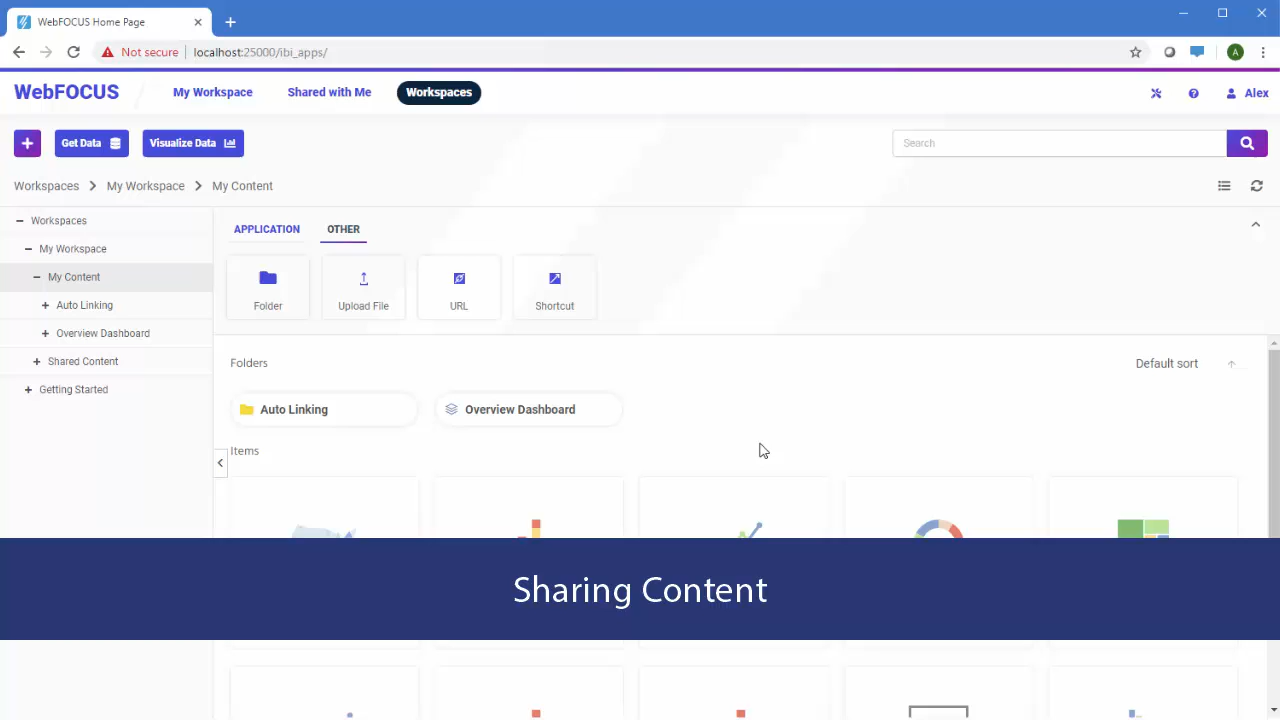 WebFOCUS Home Page
Not secure
localhost:25000/ibi_apps/
A
WebFOCUS
My Workspace
Shared with Me
Workspaces
Alex
Get Data
Visualize Data
Search
Workspaces > My Workspace > My Content
Workspaces
My Workspace
My Content
Auto Linking
Overview Dashboard
Shared Content
Getting Started
APPLICATION
OTHER
Folder
Upload File
URL
Shortcut
Folders
Default sort
Auto Linking
Overview Dashboard
Items
Sharing Content